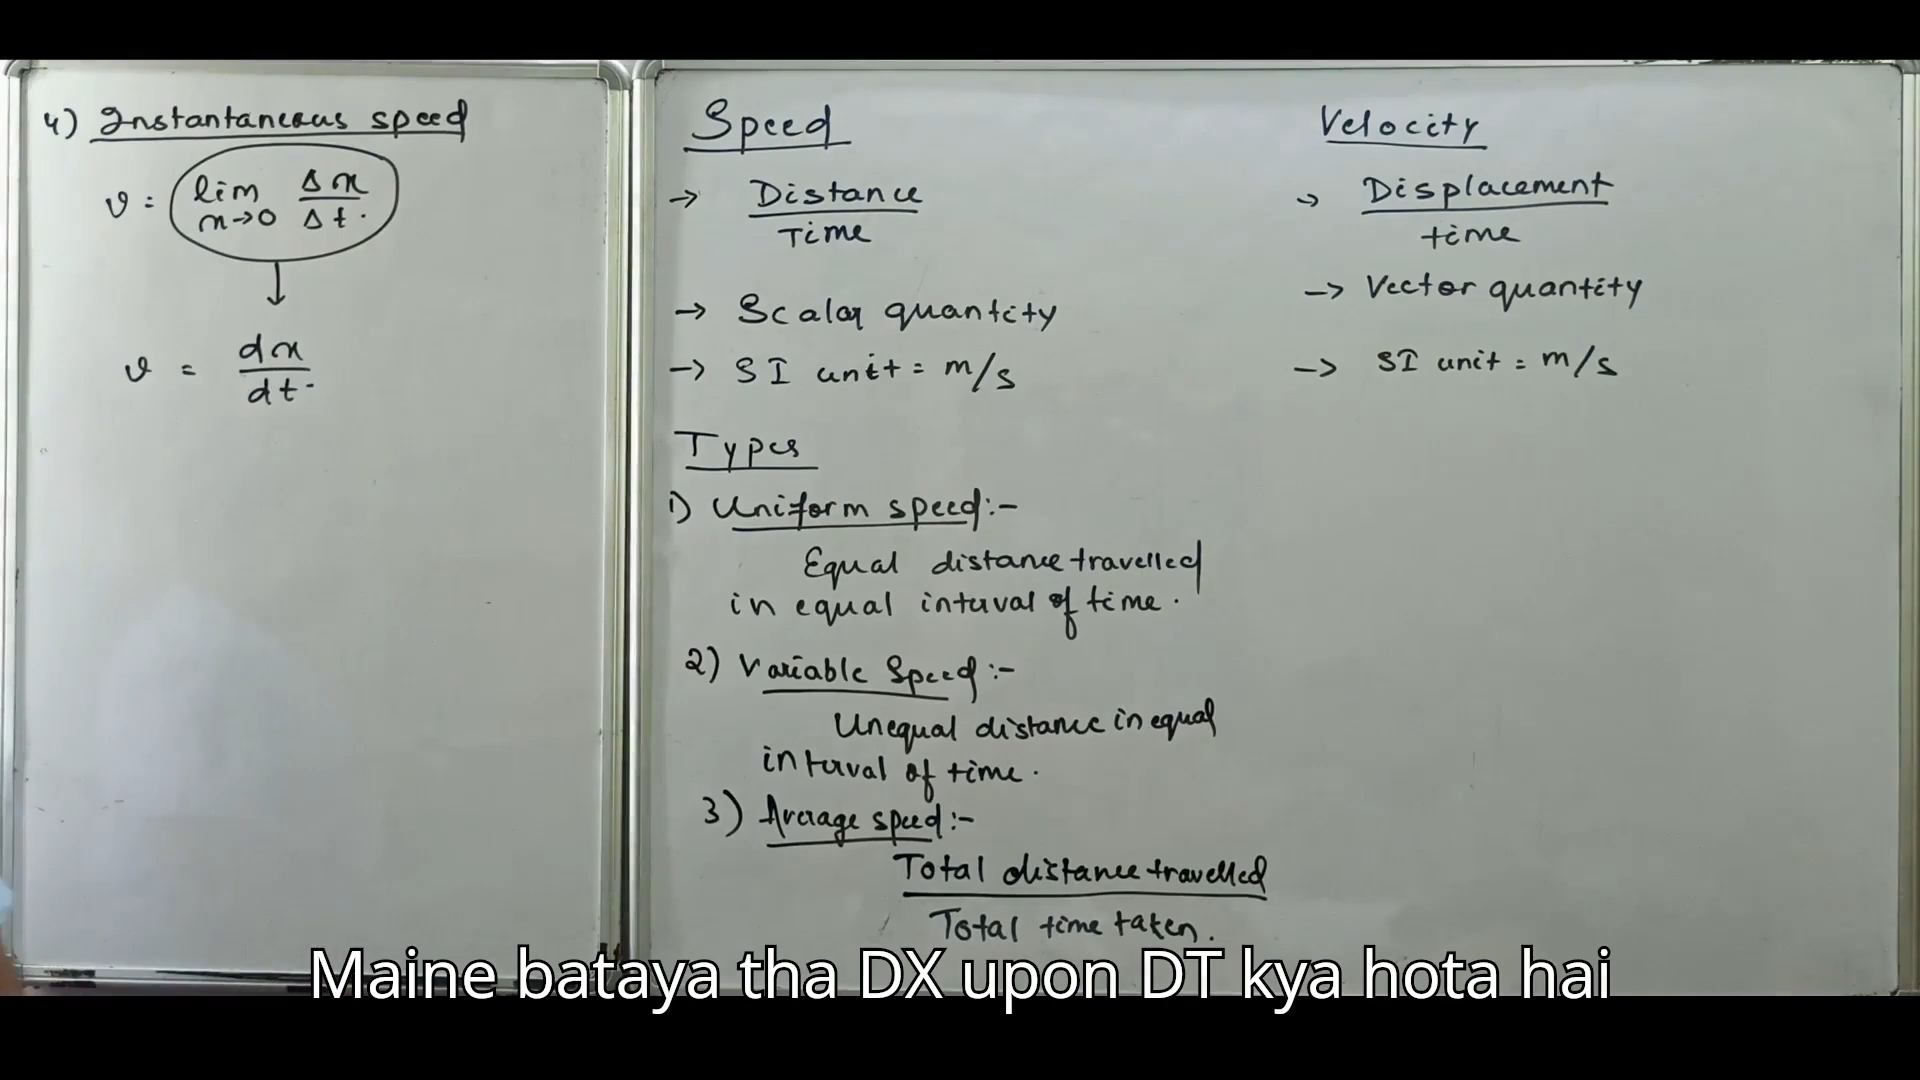 4) Instantaneous speed
v = lim Δx
x→0 Δt.
v = dx
dt.
Speed
→ Distance
Time
→ Scalar quantity
→ SI unit = m/s
Types
1) Uniform speed:-
Equal distance travelled
in equal interval of time.
2) Variable Speed:-
Unequal distance in equal
interval of time.
3) Average speed:-
Total distance travelled
Total time taken.
Velocity
→ Displacement
time
→ Vector quantity
→ SI unit = m/s
Maine bataya tha DX upon DT kya hota hai